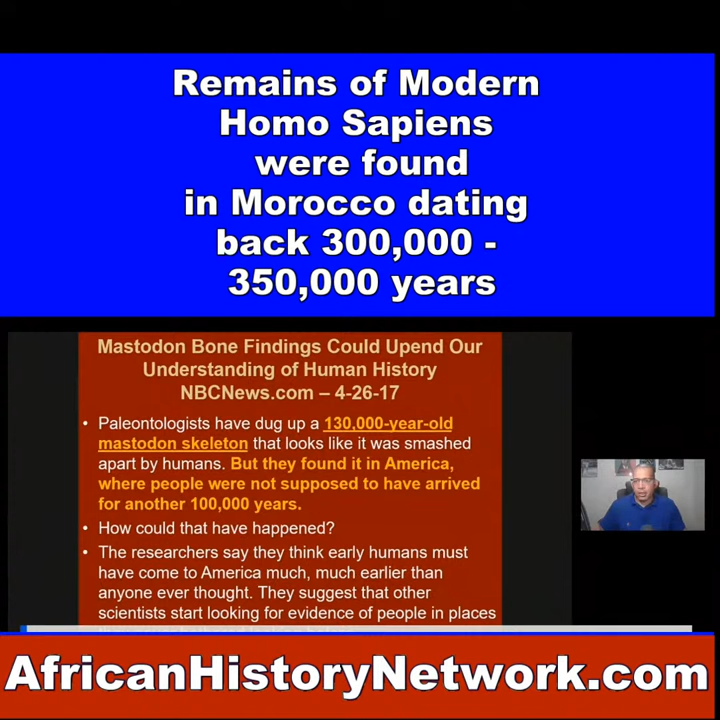 Remains of Modern
Homo Sapiens
were found
in Morocco dating
back 300,000 -
350,000 years
Mastodon Bone Findings Could Upend Our
Understanding of Human History
NBCNews.com – 4-26-17
• Paleontologists have dug up a 130,000-year-old
mastodon skeleton that looks like it was smashed
apart by humans. But they found it in America,
where people were not supposed to have arrived
for another 100,000 years.
• How could that have happened?
• The researchers say they think early humans must
have come to America much, much earlier than
anyone ever thought. They suggest that other
scientists start looking for evidence of people in places
AfricanHistoryNetwork.com